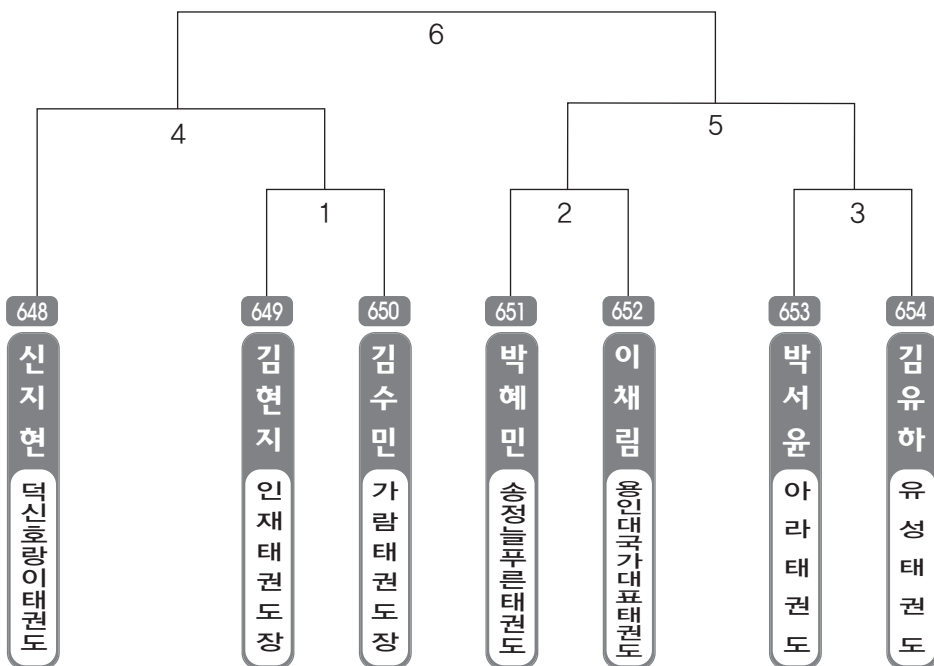 6
4
5
1
2
3
648
649
650
651
652
653
654
신지현
김현지
김수민
박혜민
이채림
박서윤
김유하
덕신호랑이태권도
인재태권도장
가람태권도장
송정늘푸른태권도
용인대국가대표태권도
아라태권도
유성태권도